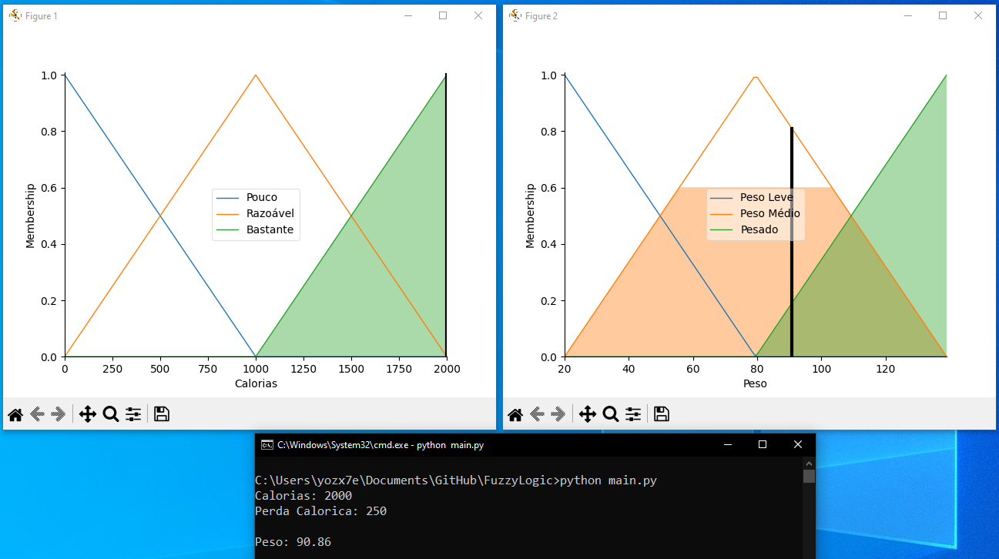 Figure 1
1.0
0.8
0.6
0.4
0.2
0.0
Membership
Pouco
Razoável
Bastante
0 250 500 750 1000 1250 1500 1750 2000
Calorias
Figure 2
1.0
0.8
0.6
0.4
0.2
0.0
Membership
Peso Leve
Peso Médio
Pesado
20 40 60 80 100 120
Peso
C:\Windows\System32\cmd.exe - python  main.py
C:\Users\yozx7e\Documents\GitHub\FuzzyLogic>python main.py
Calorias: 2000
Perda Calorica: 250
Peso: 90.86